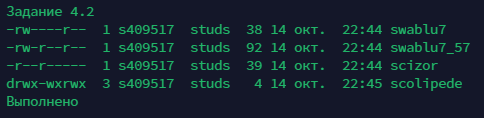 Задание 4.2
-rw----r-- 1 s409517 studs 38 14 окт. 22:44 swablu7
-rw-r--r-- 1 s409517 studs 92 14 окт. 22:44 swablu7_57
-r--r----- 1 s409517 studs 39 14 окт. 22:44 scizor
drwx-wxrwx 3 s409517 studs 4 14 окт. 22:45 scolipede
Выполнено